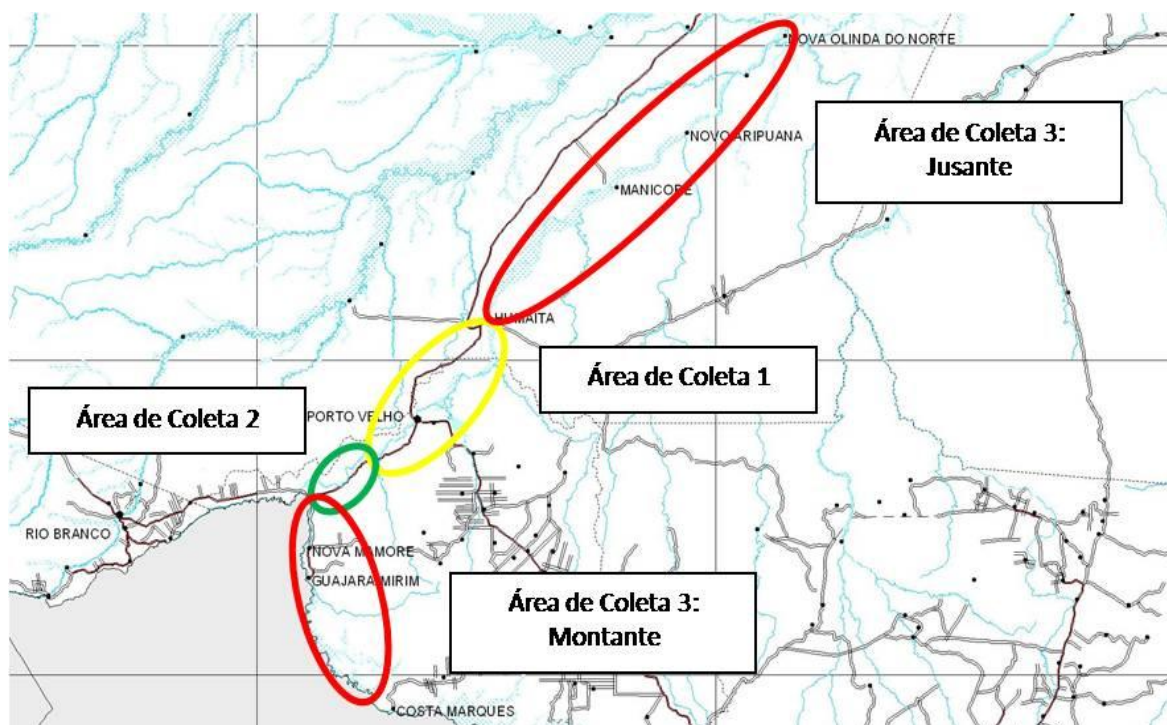 NOVA OLINDA DO NORTE
Área de Coleta 3:
Jusante
NOVO ARIPUANA
MANICORE
HUMAITA
Área de Coleta 1
Área de Coleta 2
PORTO VELHO
RIO BRANCO
NOVA MAMORE
GUAJARA-MIRIM
Área de Coleta 3:
Montante
COSTA MARQUES